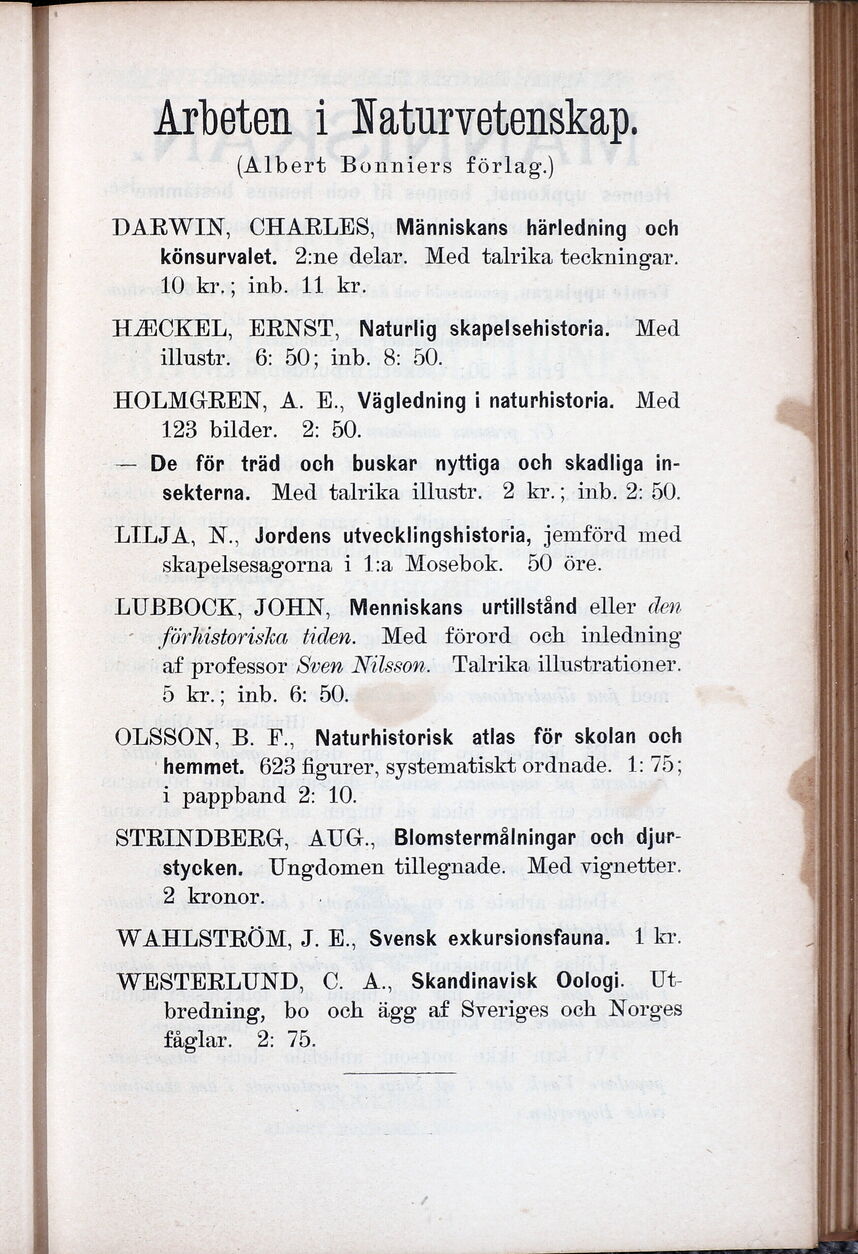 Arbeten i Naturvetenskap.
(Albert Bonniers förlag.)
DARWIN, CHARLES, Människans härledning och
könsurvalet. 2:ne delar. Med talrika teckningar.
10 kr.; inb. 11 kr.
HÆCKEL, ERNST, Naturlig skapelsehistoria. Med
illustr. 6: 50; inb. 8: 50.
HOLMGREN, A. E., Vägledning i naturhistoria. Med
123 bilder. 2: 50.
— De för träd och buskar nyttiga och skadliga in-
sekterna. Med talrika illustr. 2 kr.; inb. 2: 50.
LILJA, N., Jordens utvecklingshistoria, jemförd med
skapelsesagorna i 1:a Mosebok. 50 öre.
LUBBOCK, JOHN, Menniskans urtillstånd eller den
förhistoriska tiden. Med förord och inledning
af professor Sven Nilsson. Talrika illustrationer.
5 kr.; inb. 6: 50.
OLSSON, B. F., Naturhistorisk atlas för skolan och
hemmet. 623 figurer, systematiskt ordnade. 1: 75;
i pappband 2: 10.
STRINDBERG, AUG., Blomstermålningar och djur-
stycken. Ungdomen tillegnade. Med vignetter.
2 kronor.
WAHLSTRÖM, J. E., Svensk exkursionsfauna. 1 kr.
WESTERLUND, C. A., Skandinavisk Oologi. Ut-
bredning, bo och ägg af Sveriges och Norges
fåglar. 2: 75.